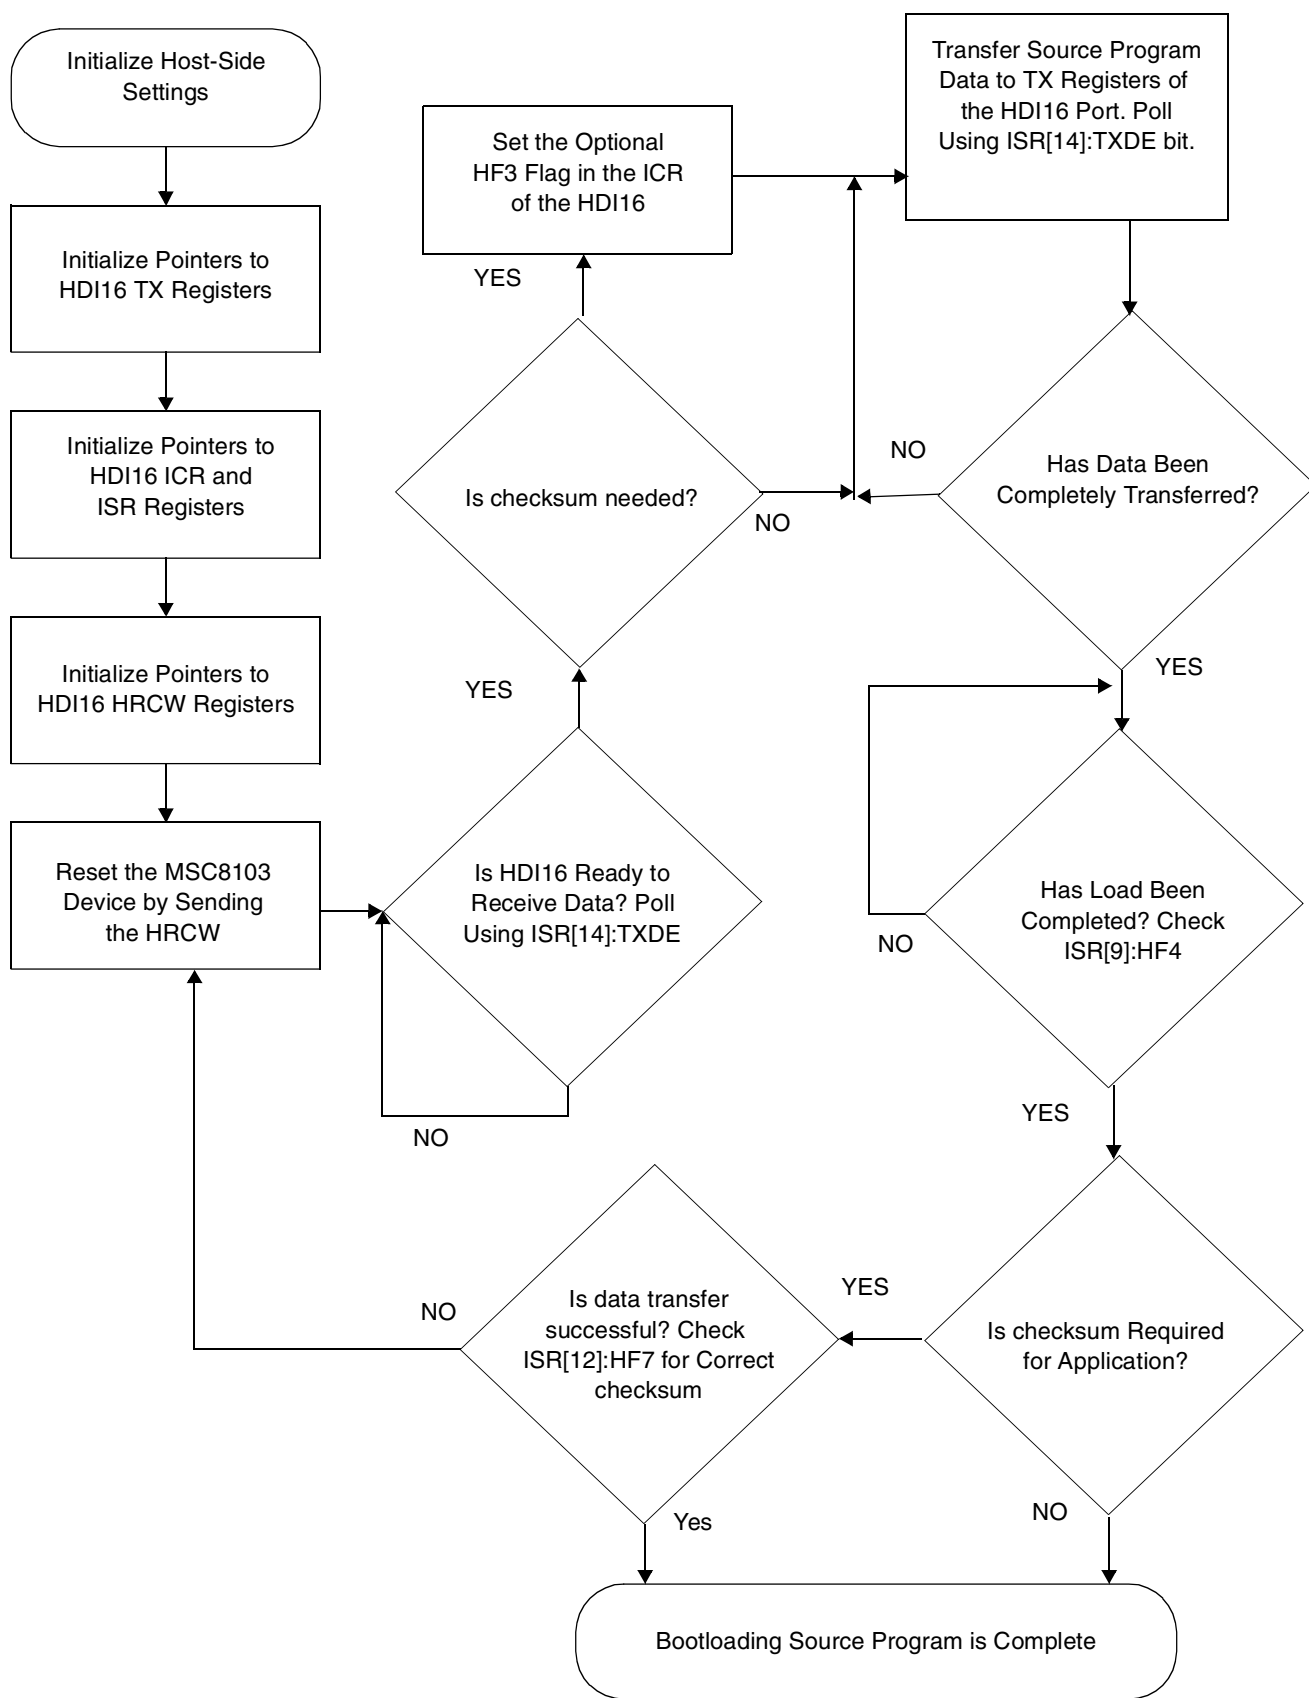 Initialize Host-Side
Settings
Initialize Pointers to
HDI16 TX Registers
Initialize Pointers to
HDI16 ICR and
ISR Registers
Initialize Pointers to
HDI16 HRCW Registers
Reset the MSC8103
Device by Sending
the HRCW
Is HDI16 Ready to
Receive Data? Poll
Using ISR[14]:TXDE
NO
YES
Is checksum needed?
NO
YES
Set the Optional
HF3 Flag in the ICR
of the HDI16
Transfer Source Program
Data to TX Registers of
the HDI16 Port. Poll
Using ISR[14]:TXDE bit.
Has Data Been
Completely Transferred?
NO
YES
Has Load Been
Completed? Check
ISR[9]:HF4
NO
YES
Is checksum Required
for Application?
YES
NO
Is data transfer
successful? Check
ISR[12]:HF7 for Correct
checksum
NO
Yes
Bootloading Source Program is Complete